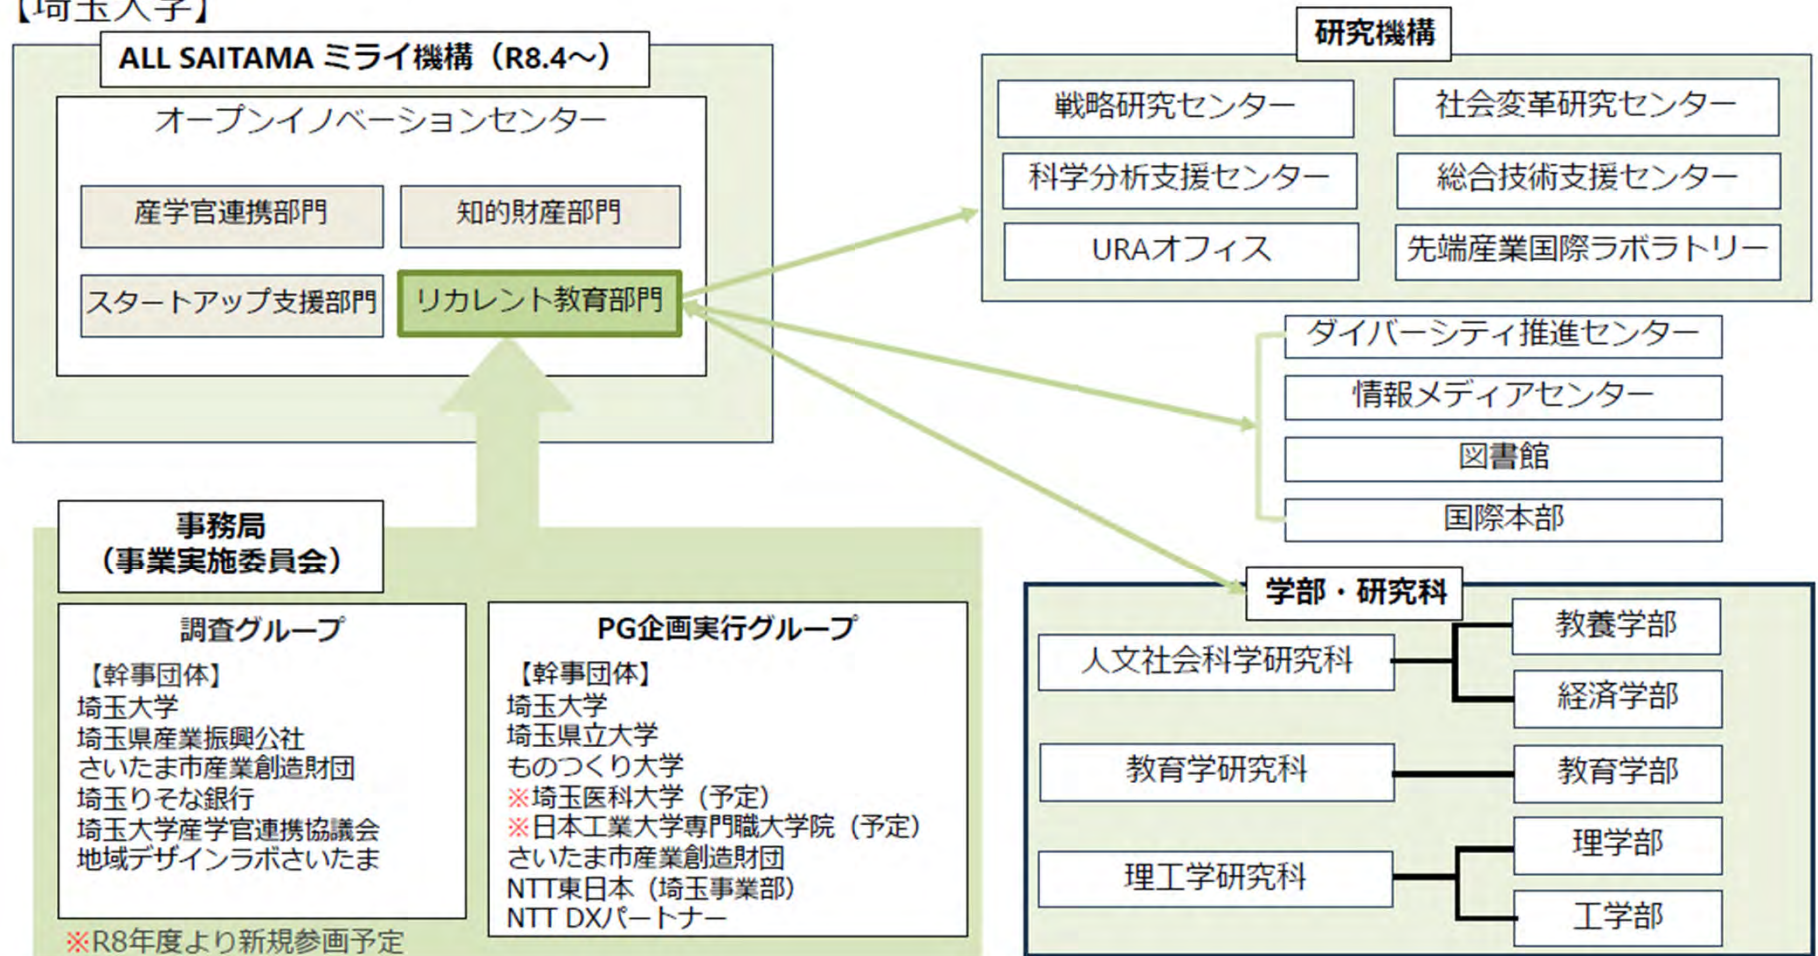 【埼玉大学】
ALL SAITAMA ミライ機構（R8.4～）
オープンイノベーションセンター
産学官連携部門
知的財産部門
スタートアップ支援部門
リカレント教育部門
事務局
（事業実施委員会）
調査グループ
【幹事団体】
埼玉大学
埼玉県産業振興公社
さいたま市産業創造財団
埼玉りそな銀行
埼玉大学産学官連携協議会
地域デザインラボさいたま
※R8年度より新規参画予定
PG企画実行グループ
【幹事団体】
埼玉大学
埼玉県立大学
ものつくり大学
※埼玉医科大学（予定）
※日本工業大学専門職大学院（予定）
さいたま市産業創造財団
NTT東日本（埼玉事業部）
NTT DXパートナー
研究機構
戦略研究センター
社会変革研究センター
科学分析支援センター
総合技術支援センター
URAオフィス
先端産業国際ラボラトリー
ダイバーシティ推進センター
情報メディアセンター
図書館
国際本部
学部・研究科
人文社会科学研究科
教養学部
経済学部
教育学研究科
教育学部
理工学研究科
理学部
工学部